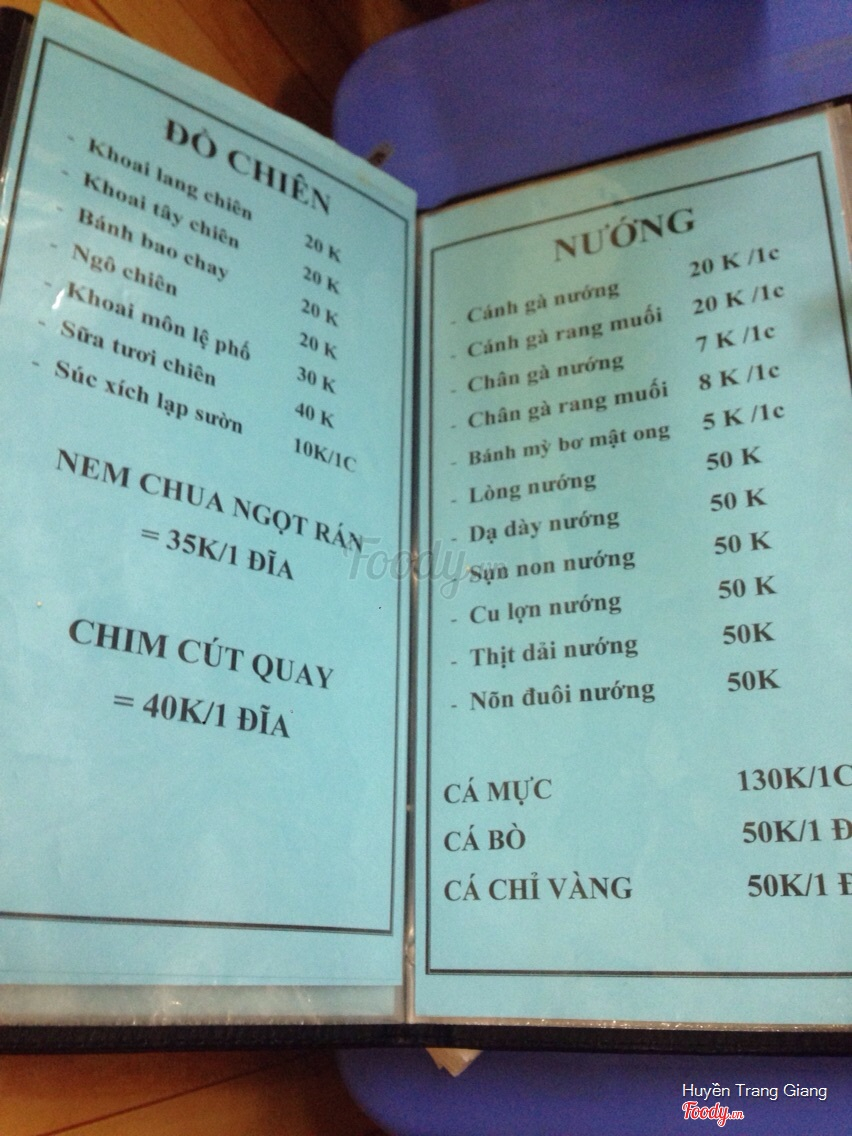 ĐỒ CHIÊN
- Khoai lang chiên 20 K
- Khoai tây chiên 20 K
- Bánh bao chay 20 K
- Ngô chiên 20 K
- Khoai môn lệ phố 30 K
- Sữa tươi chiên 40 K
- Súc xích lạp sườn 10K/1C
NEM CHUA NGỌT RÁN
= 35K/1 ĐĨA
CHIM CÚT QUAY
= 40K/1 ĐĨA
NƯỚNG
- Cánh gà nướng 20 K /1c
- Cánh gà rang muối 20 K /1c
- Chân gà nướng 7 K /1c
- Chân gà rang muối 8 K /1c
- Bánh mỳ bơ mật ong 5 K /1c
- Lòng nướng 50 K
- Dạ dày nướng 50 K
- Sụn non nướng 50 K
- Cu lợn nướng 50 K
- Thịt dải nướng 50K
- Nõn đuôi nướng 50K
CÁ MỰC 130K/1C
CÁ BÒ 50K/1 Đ
CÁ CHỈ VÀNG 50K/1 Đ
Foody.vn
Huyền Trang Giang
Foody.vn